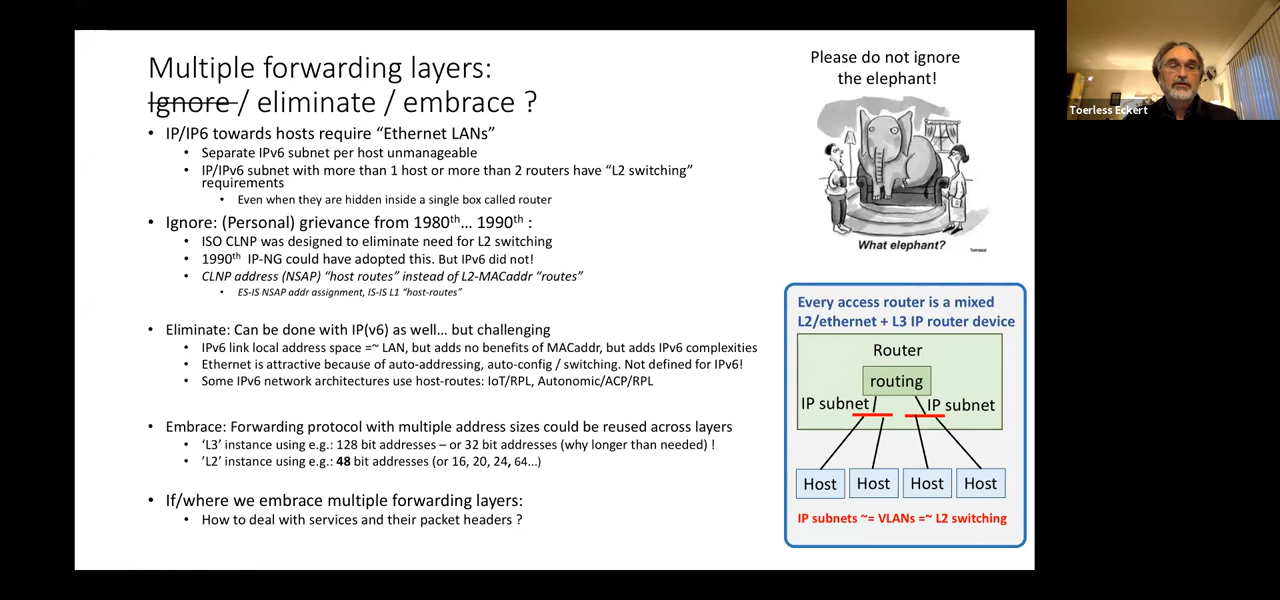 Multiple forwarding layers:
Ignore / eliminate / embrace ?
• IP/IP6 towards hosts require “Ethernet LANs”
• Separate IPv6 subnet per host unmanageable
• IP/IPv6 subnet with more than 1 host or more than 2 routers have “L2 switching”
requirements
• Even when they are hidden inside a single box called router
• Ignore: (Personal) grievance from 1980th… 1990th :
• ISO CLNP was designed to eliminate need for L2 switching
• 1990th IP-NG could have adopted this. But IPv6 did not!
• CLNP address (NSAP) “host routes” instead of L2-MACaddr “routes”
• ES-IS NSAP addr assignment, IS-IS L1 “host-routes”
• Eliminate: Can be done with IP(v6) as well… but challenging
• IPv6 link local address space =~ LAN, but adds no benefits of MACaddr, but adds IPv6 complexities
• Ethernet is attractive because of auto-addressing, auto-config / switching. Not defined for IPv6!
• Some IPv6 network architectures use host-routes: IoT/RPL, Autonomic/ACP/RPL
• Embrace: Forwarding protocol with multiple address sizes could be reused across layers
• ‘L3’ instance using e.g.: 128 bit addresses – or 32 bit addresses (why longer than needed) !
• ’L2’ instance using e.g.: 48 bit addresses (or 16, 20, 24, 64…)
• If/where we embrace multiple forwarding layers:
• How to deal with services and their packet headers ?
Please do not ignore
the elephant!
What elephant?
Every access router is a mixed
L2/ethernet + L3 IP router device
Router
routing
IP subnet
IP subnet
Host
Host
Host
Host
IP subnets ~= VLANs =~ L2 switching
Toerless Eckert